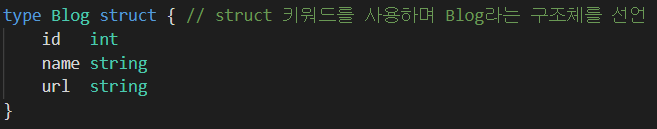 type Blog struct { // struct 키워드를 사용하며 Blog라는 구조체를 선언
    id   int
    name string
    url  string
}